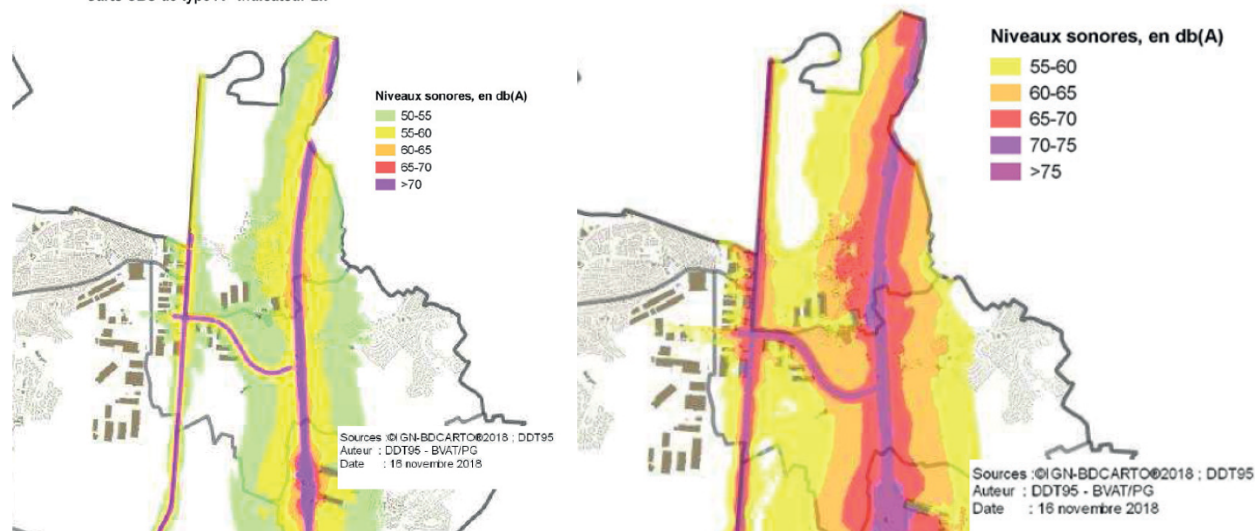 Niveaux sonores, en db(A)
50-55
55-60
60-65
65-70
>70
Sources :©IGN-BDCARTO®2018 ; DDT95
Auteur : DDT95 - BVAT/PG
Date : 16 novembre 2018
Niveaux sonores, en db(A)
55-60
60-65
65-70
70-75
>75
Sources :©IGN-BDCARTO®2018 ; DDT95
Auteur : DDT95 - BVAT/PG
Date : 16 novembre 2018